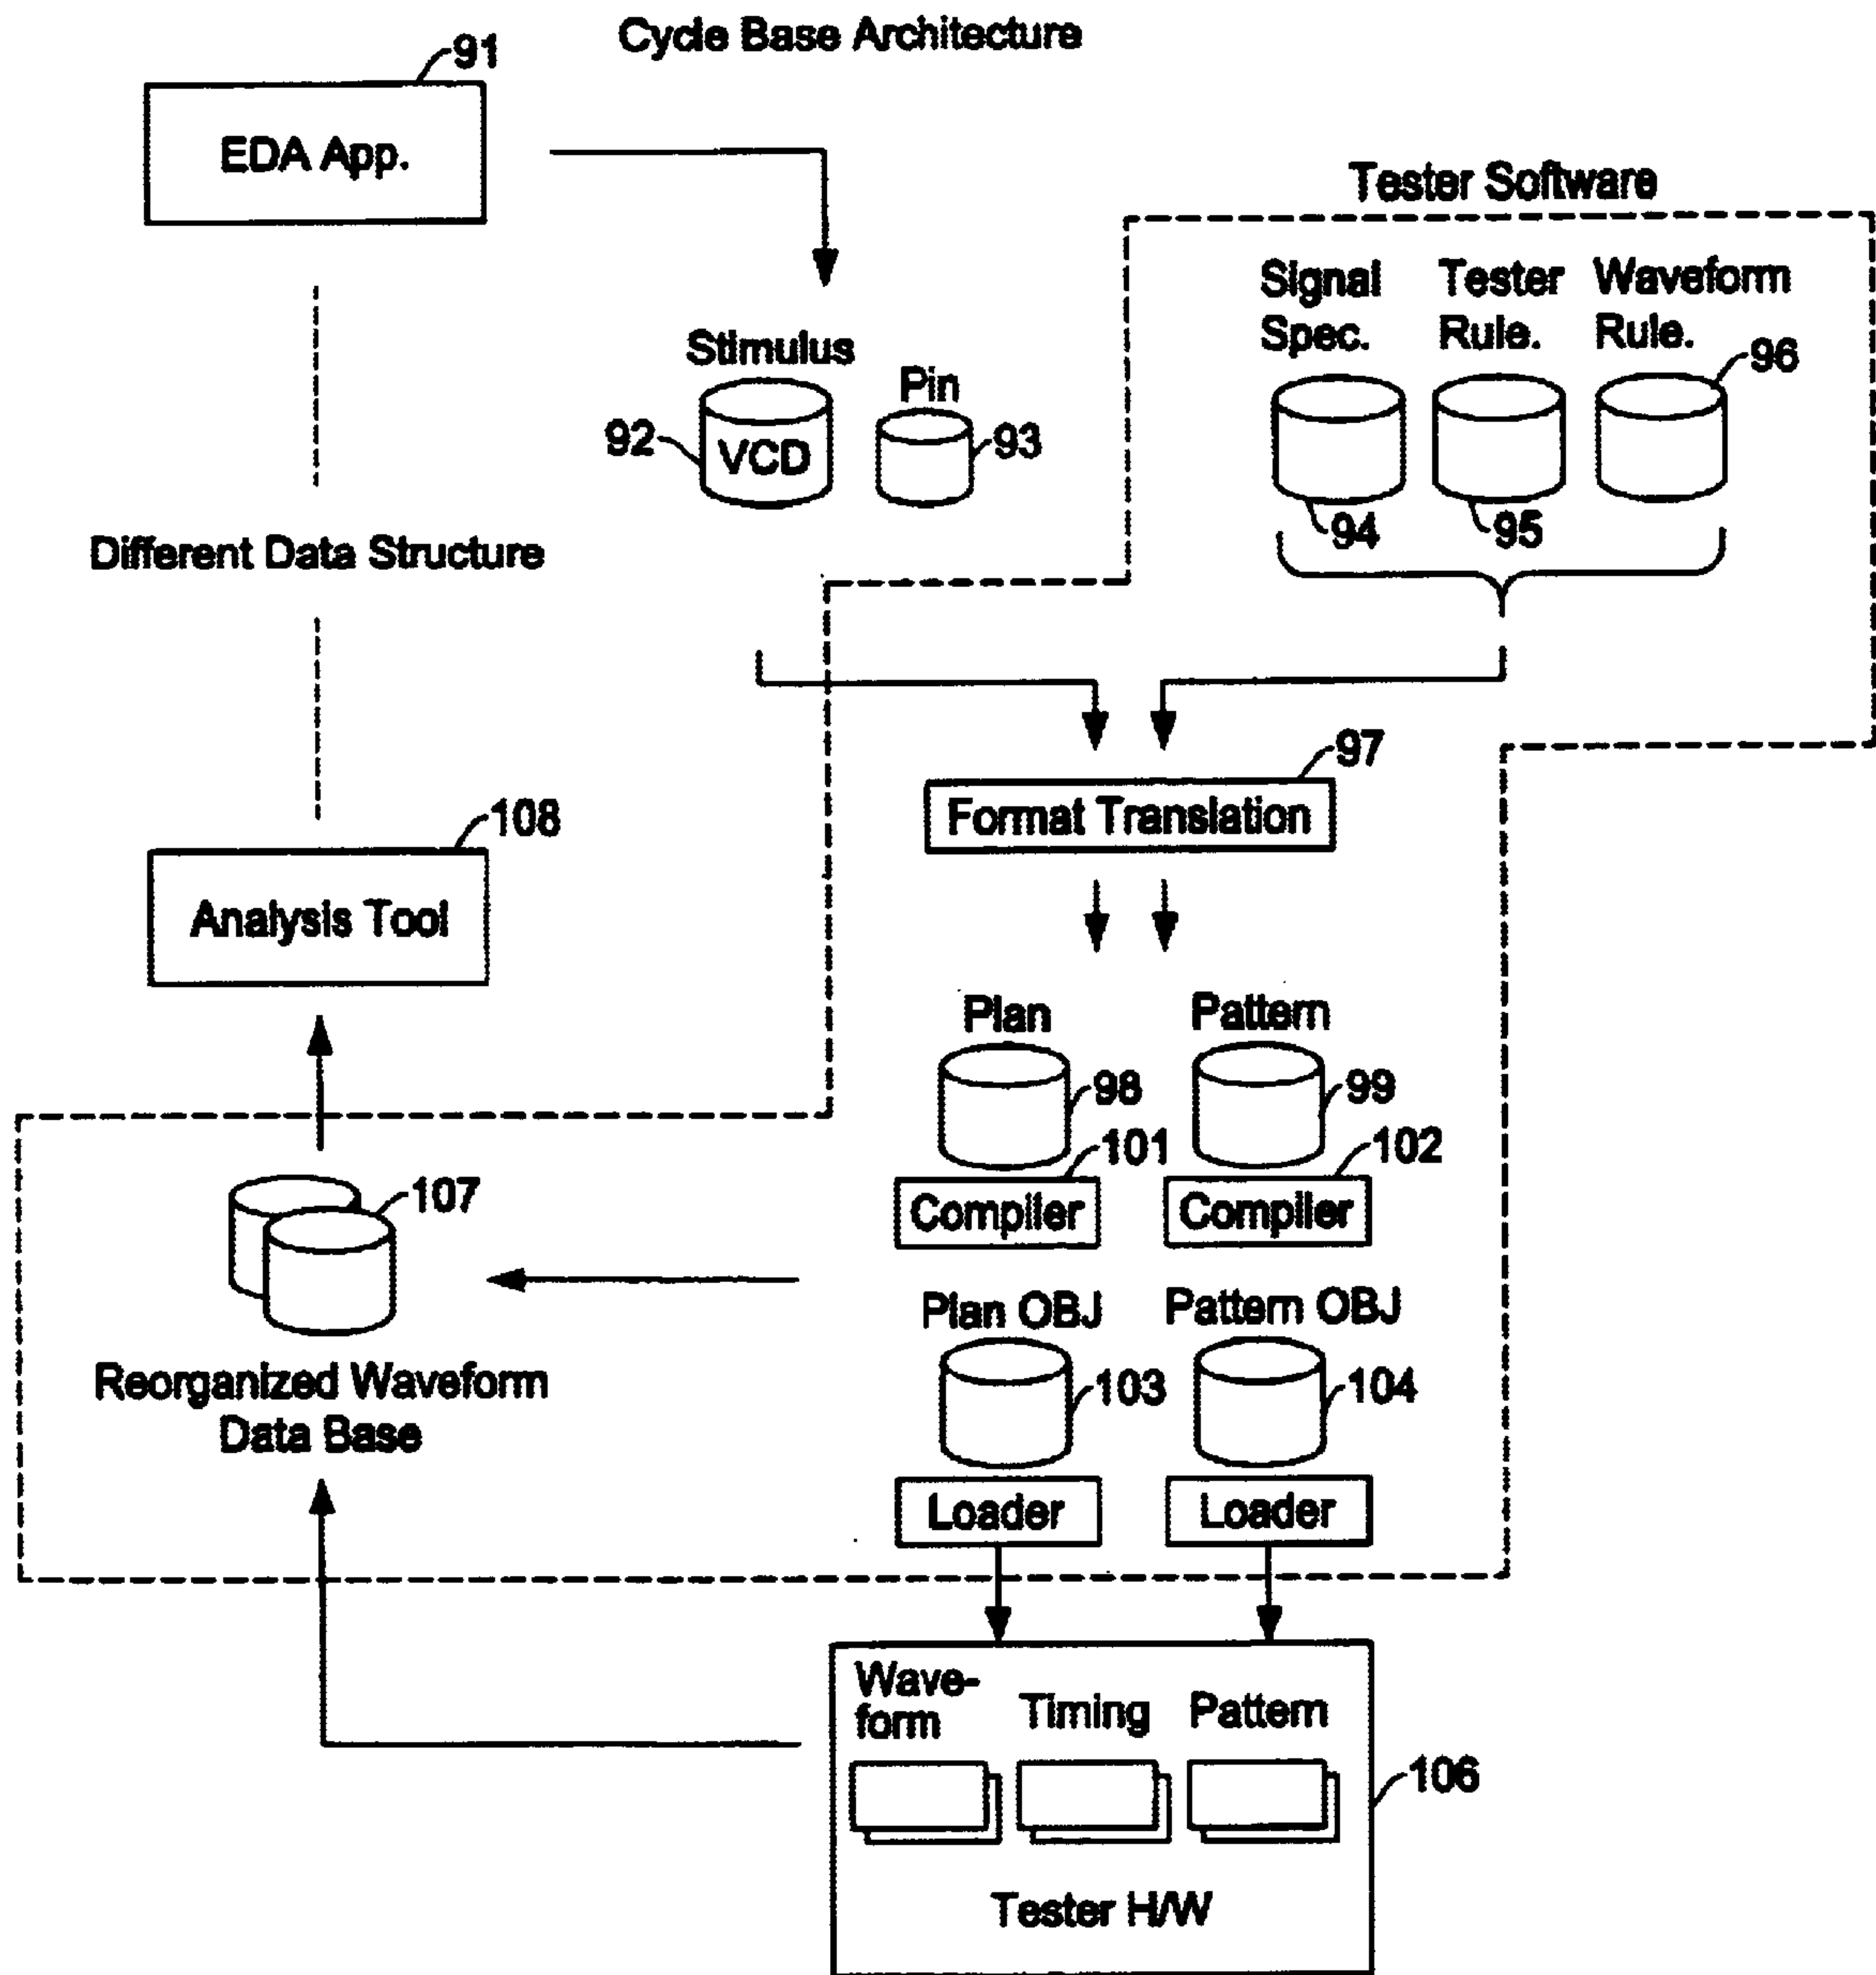 Cycle Base Architecture
91
EDA App.
Tester Software
Signal
Spec.
Tester
Rule.
Waveform
Rule.
96
Stimulus
Pin
92
VCD
93
94
95
Different Data Structure
97
Format Translation
108
Analysis Tool
Plan
Pattern
98
99
101
102
Compiler
Compiler
107
Plan OBJ
Pattern OBJ
103
104
Reorganized Waveform
Data Base
Loader
Loader
Wave-
form
Timing
Pattern
106
Tester H/W